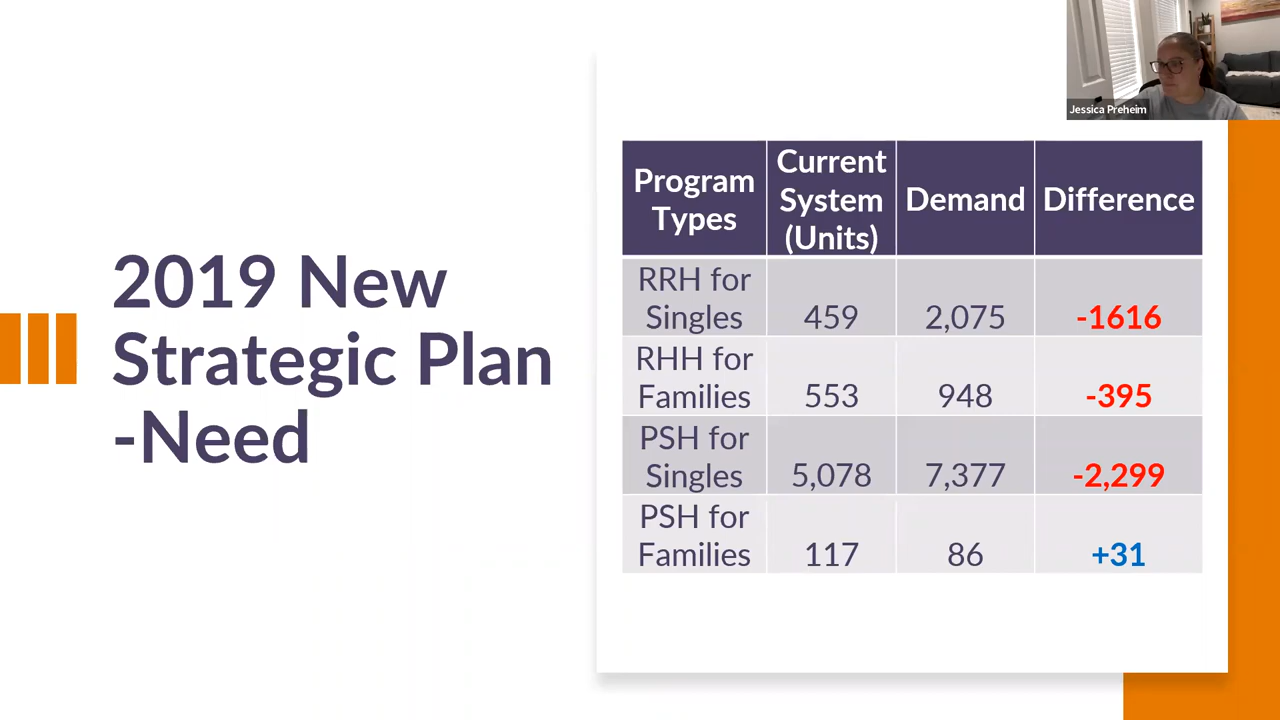 Jessica Preheim
2019 New
Strategic Plan
-Need
Program
Types
Current
System
(Units)
Demand
Difference
RRH for
Singles
459
2,075
-1616
RHH for
Families
553
948
-395
PSH for
Singles
5,078
7,377
-2,299
PSH for
Families
117
86
+31